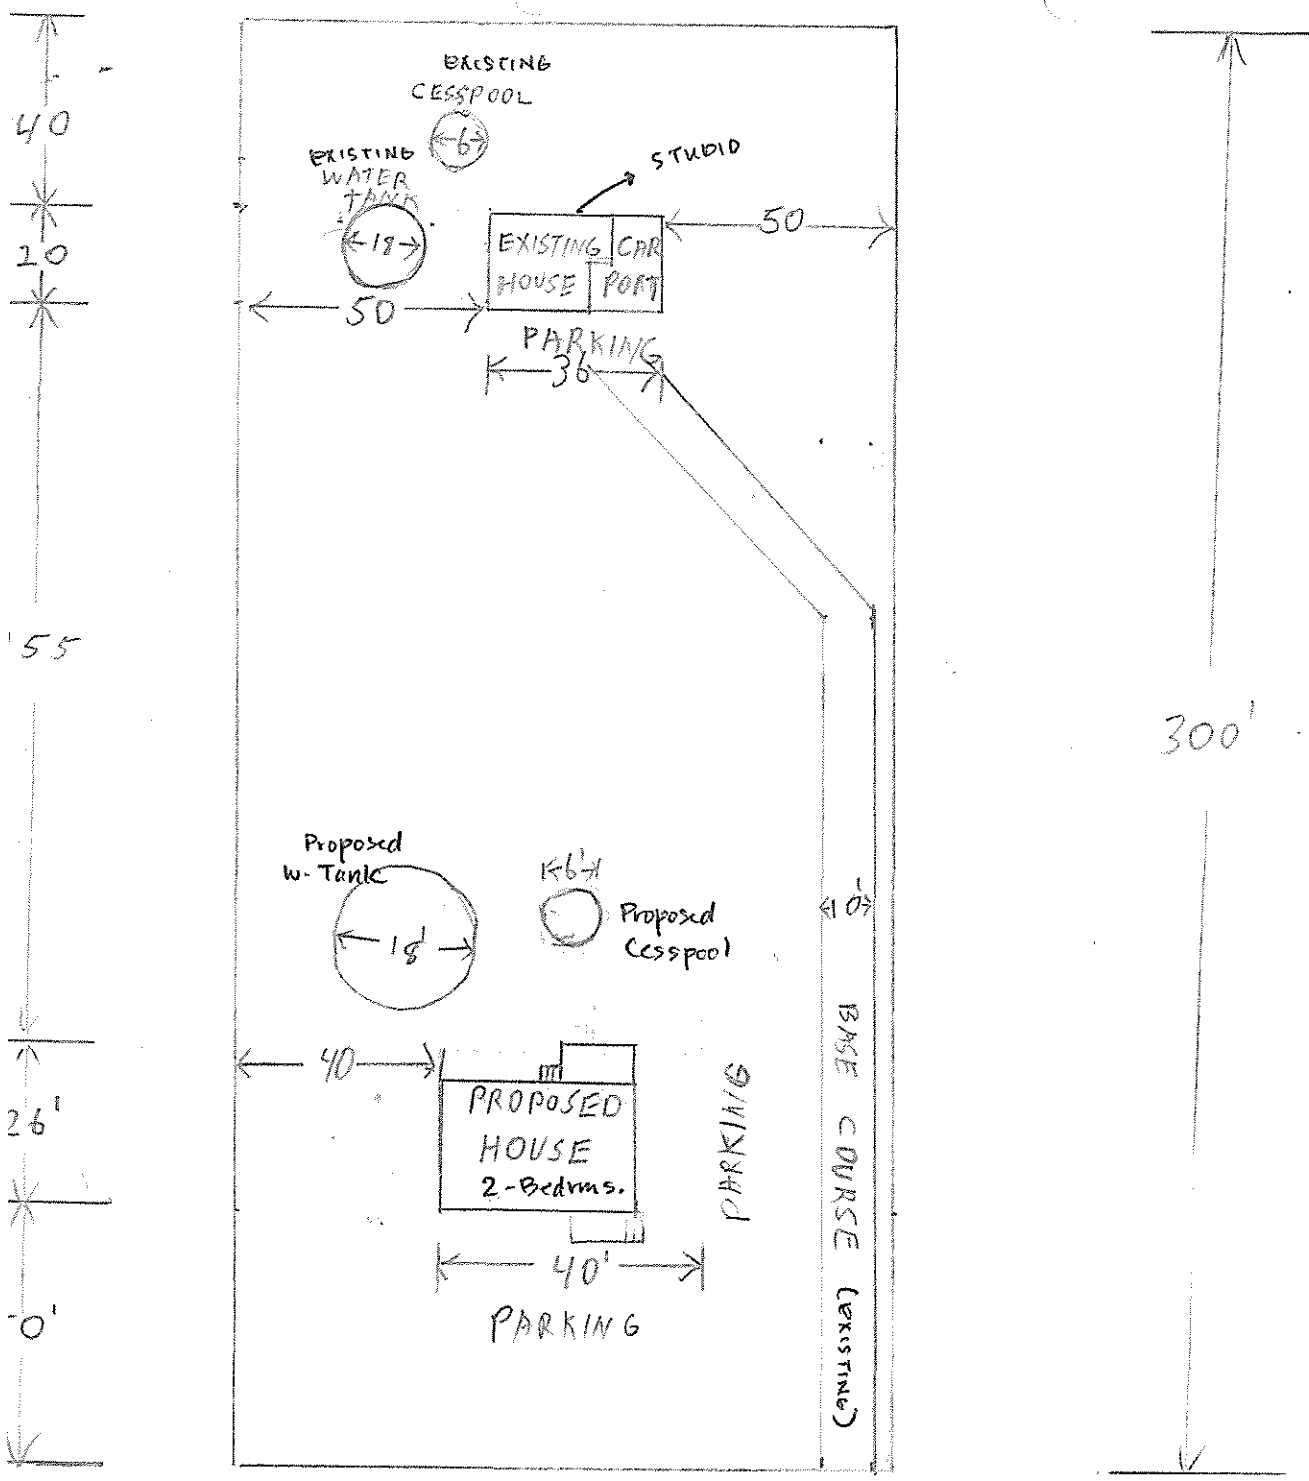 EXISTING
CESSPOOL
6
EXISTING
WATER
TANK
18
STUDIO
40
20
50
EXISTING
HOUSE
CAR
PORT
50
PARKING
36
55
300'
Proposed
W-Tank
18'
6'
Proposed
Cesspool
10'
40
PROPOSED
HOUSE
2-Bedrms.
26'
PARKING
BASE COURSE (EXISTING)
40'
0'
PARKING